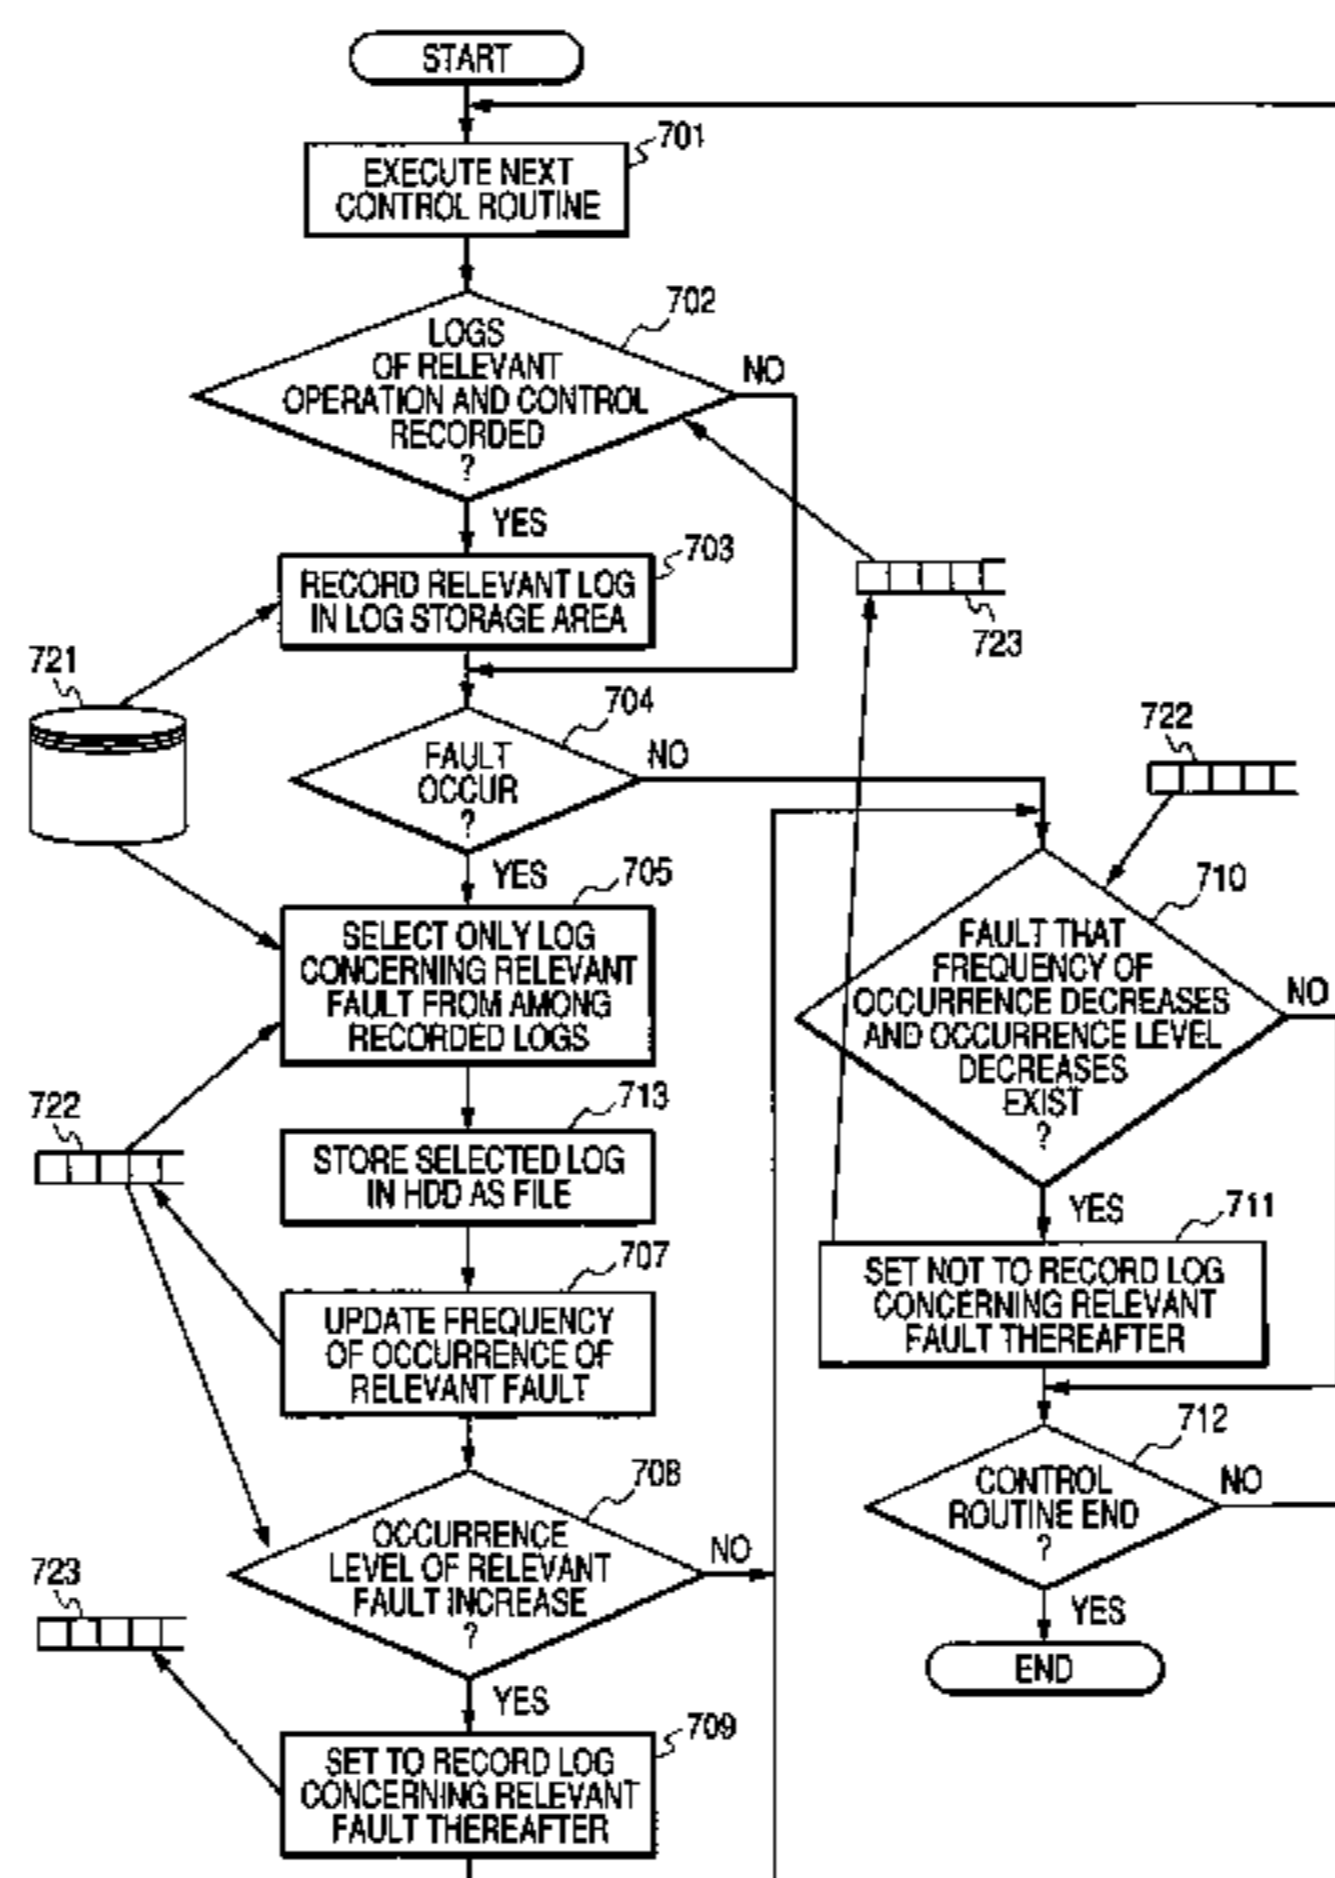 START
701
EXECUTE NEXT
CONTROL ROUTINE
702
LOGS
OF RELEVANT
OPERATION AND CONTROL
RECORDED
?
NO
YES
703
RECORD RELEVANT LOG
IN LOG STORAGE AREA
723
721
704
FAULT
OCCUR
?
NO
YES
722
705
SELECT ONLY LOG
CONCERNING RELEVANT
FAULT FROM AMONG
RECORDED LOGS
710
FAULT THAT
FREQUENCY OF
OCCURRENCE DECREASES
AND OCCURRENCE LEVEL
DECREASES
EXIST
?
NO
YES
722
713
STORE SELECTED LOG
IN HDD AS FILE
711
SET NOT TO RECORD LOG
CONCERNING RELEVANT
FAULT THEREAFTER
707
UPDATE FREQUENCY
OF OCCURRENCE OF
RELEVANT FAULT
712
CONTROL
ROUTINE END
?
NO
YES
END
708
OCCURRENCE
LEVEL OF RELEVANT
FAULT INCREASE
?
NO
YES
723
709
SET TO RECORD LOG
CONCERNING RELEVANT
FAULT THEREAFTER